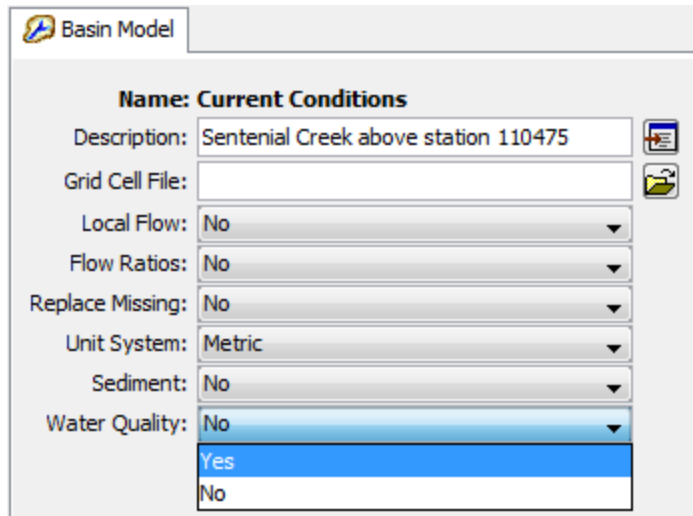 Basin Model
Name: Current Conditions
Description: Sentenial Creek above station 110475
Grid Cell File:
Local Flow: No
Flow Ratios: No
Replace Missing: No
Unit System: Metric
Sediment: No
Water Quality: No
Yes
No